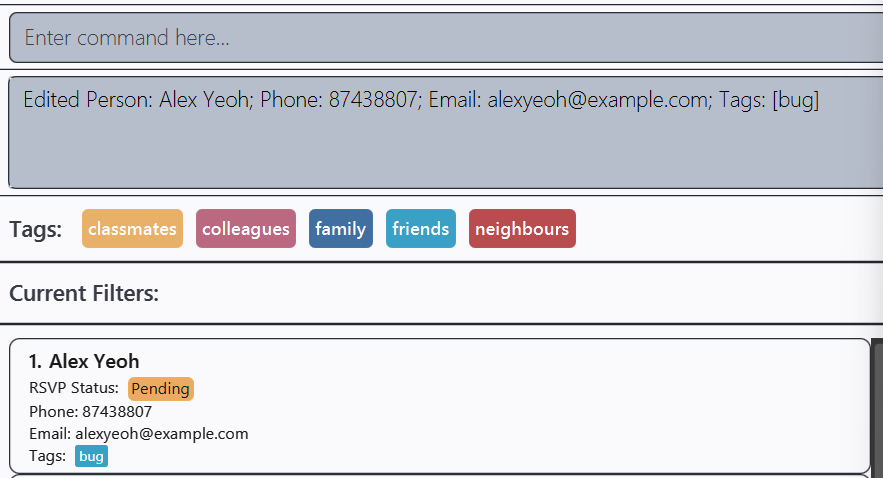 Enter command here...
Edited Person: Alex Yeoh; Phone: 87438807; Email: alexyeoh@example.com; Tags: [bug]
Tags: classmates colleagues family friends neighbours
Current Filters:
1. Alex Yeoh
RSVP Status: Pending
Phone: 87438807
Email: alexyeoh@example.com
Tags: bug